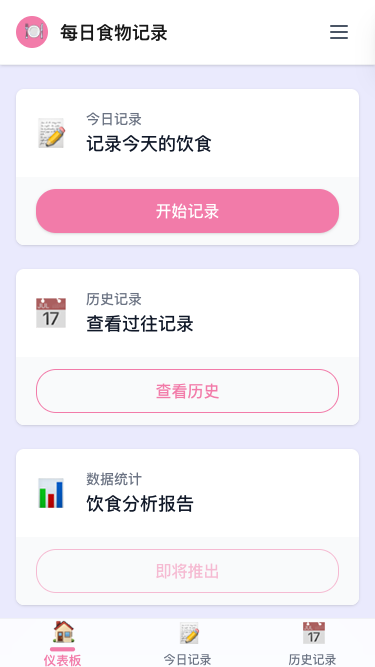 每日食物记录
今日记录
记录今天的饮食
开始记录
历史记录
查看过往记录
查看历史
数据统计
饮食分析报告
即将推出
仪表板
今日记录
历史记录